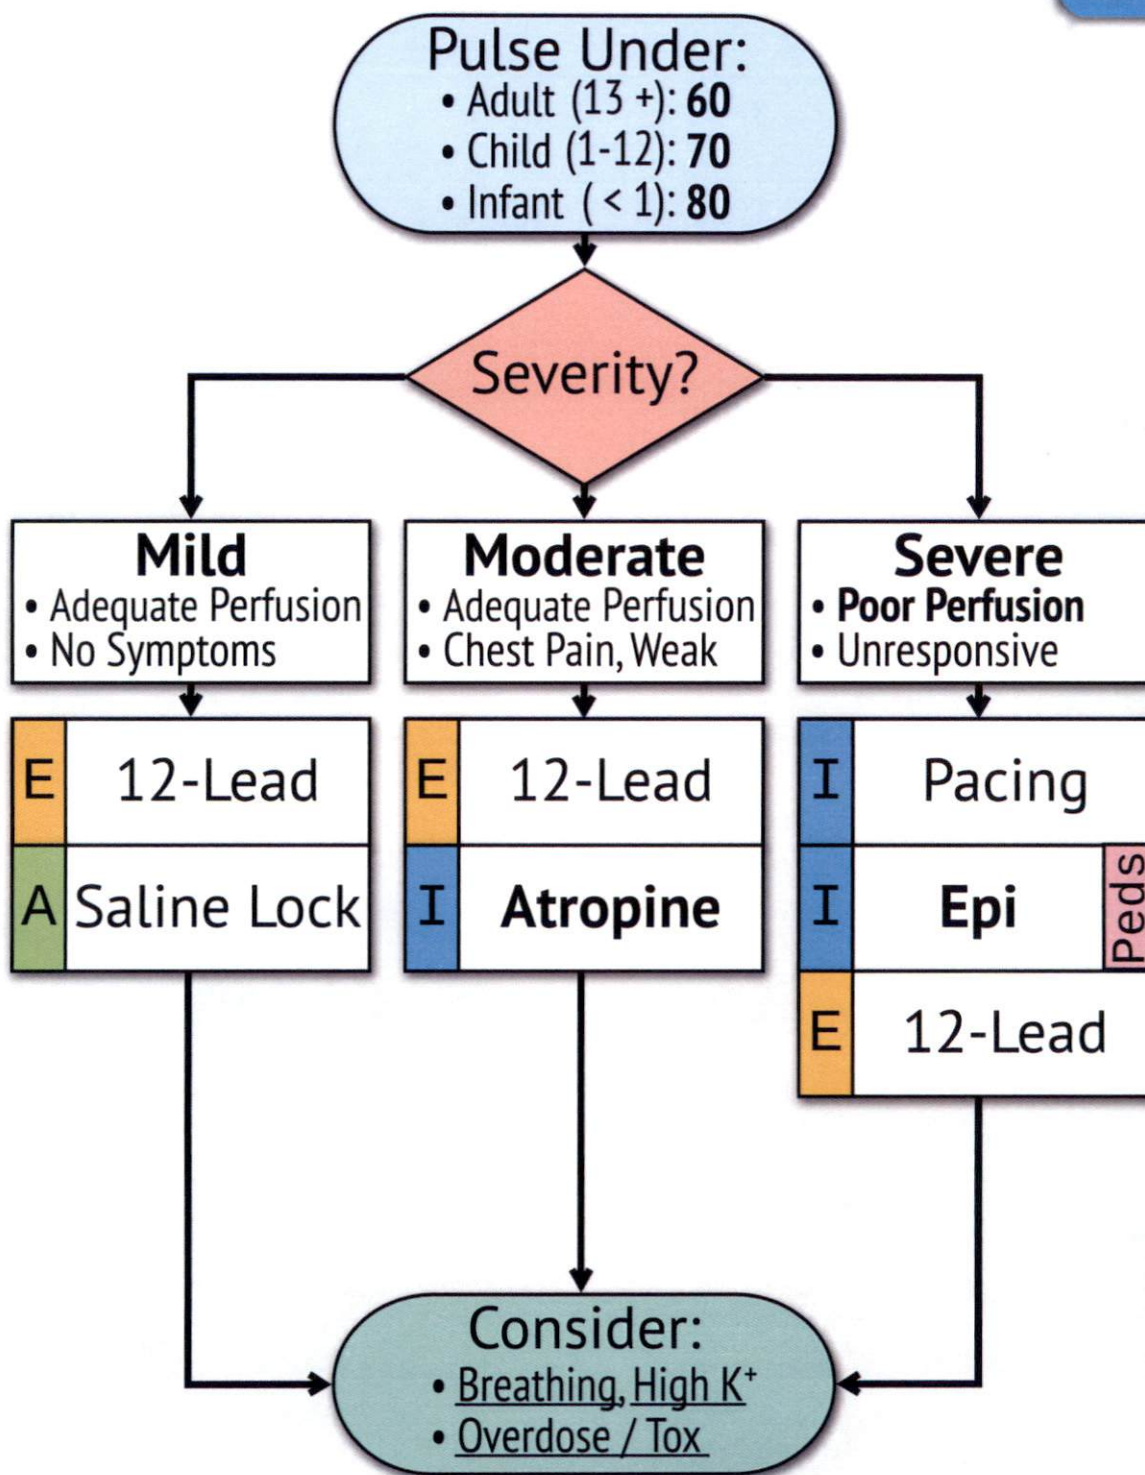 Pulse Under:
• Adult (13 +): 60
• Child (1-12): 70
• Infant ( < 1): 80
Severity?
Mild
• Adequate Perfusion
• No Symptoms
E 12-Lead
A Saline Lock
Moderate
• Adequate Perfusion
• Chest Pain, Weak
E 12-Lead
I Atropine
Severe
• Poor Perfusion
• Unresponsive
I Pacing
I Epi Peds
E 12-Lead
Consider:
• Breathing, High K⁺
• Overdose / Tox